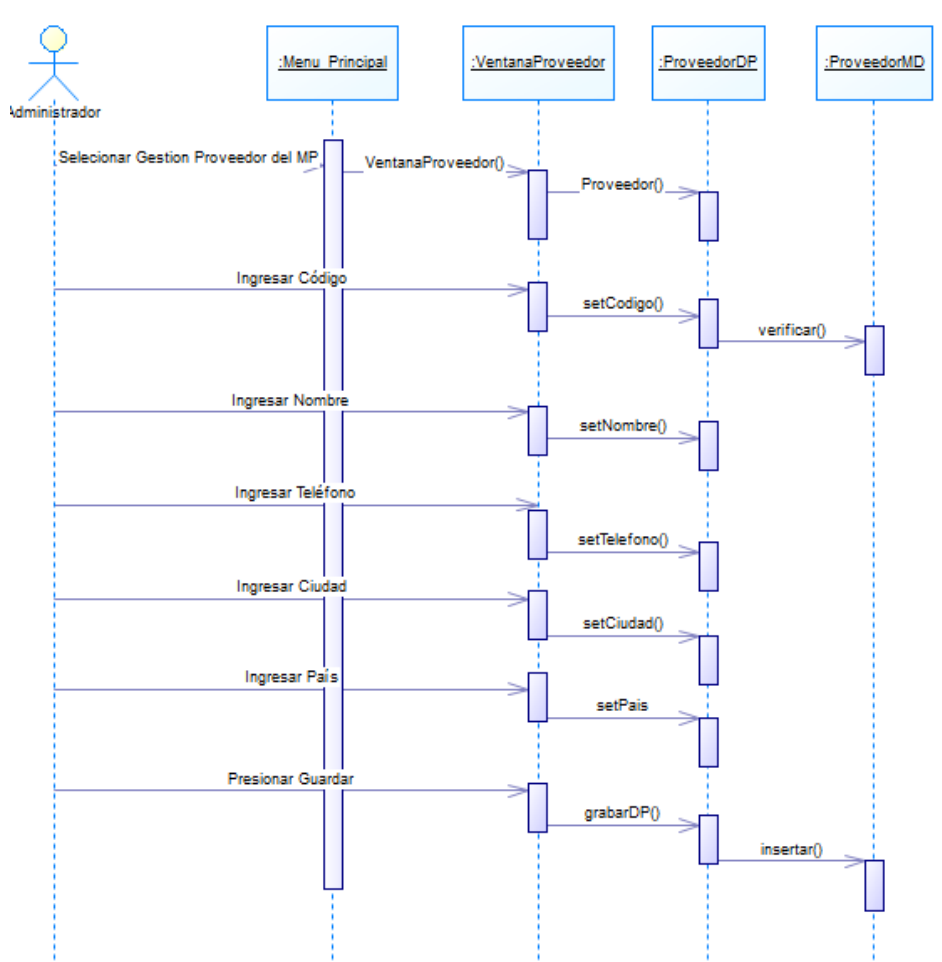 :Menu_Principal
:VentanaProveedor
:ProveedorDP
:ProveedorMD
Administrador
Selecionar Gestion Proveedor del MP
VentanaProveedor()
Proveedor()
Ingresar Código
setCodigo()
verificar()
Ingresar Nombre
setNombre()
Ingresar Teléfono
setTelefono()
Ingresar Ciudad
setCiudad()
Ingresar País
setPais
Presionar Guardar
grabarDP()
insertar()